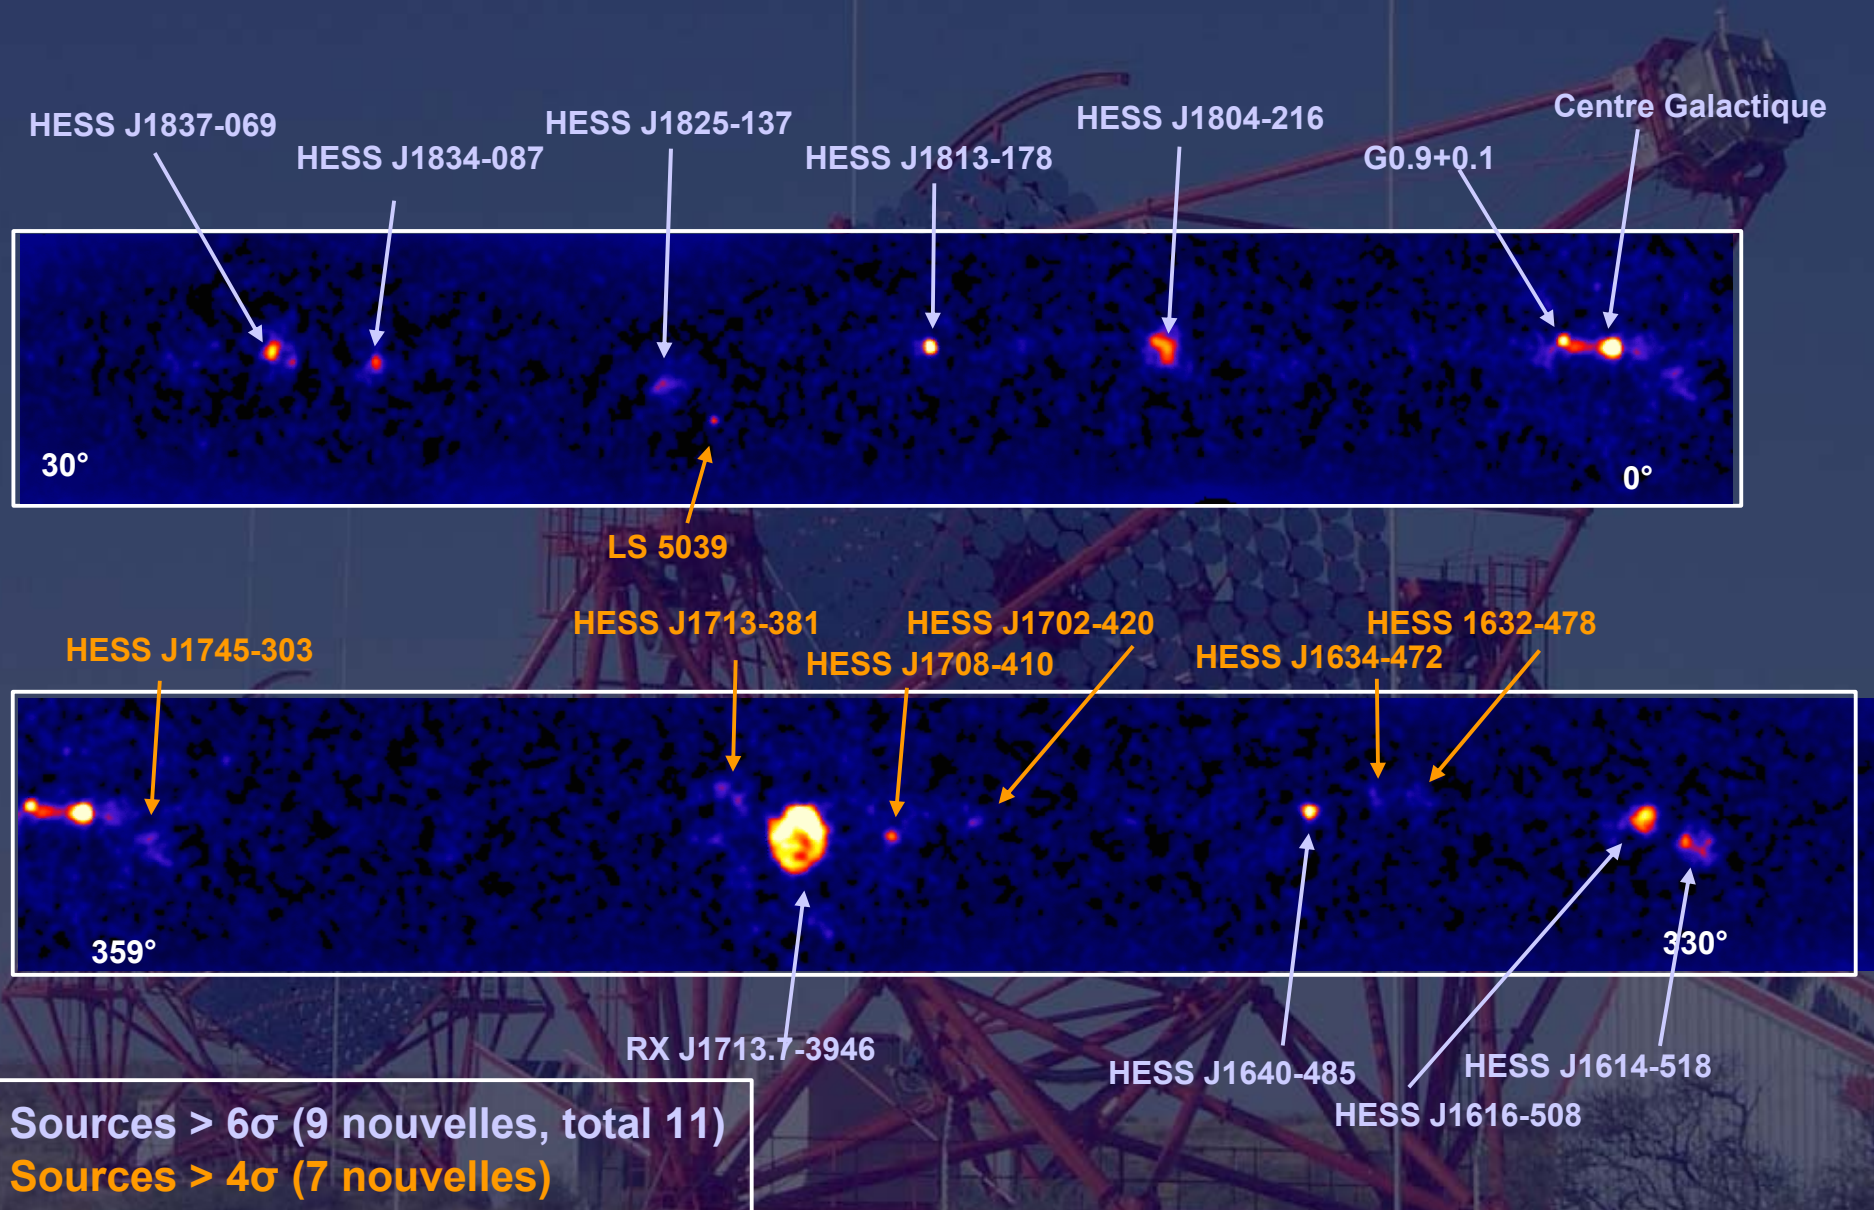 HESS J1837-069
HESS J1834-087
HESS J1825-137
HESS J1813-178
HESS J1804-216
G0.9+0.1
Centre Galactique
30°
0°
LS 5039
HESS J1745-303
HESS J1713-381
HESS J1708-410
HESS J1702-420
HESS J1634-472
HESS 1632-478
359°
330°
RX J1713.7-3946
HESS J1640-485
HESS J1614-518
HESS J1616-508
Sources > 6σ (9 nouvelles, total 11)
Sources > 4σ (7 nouvelles)